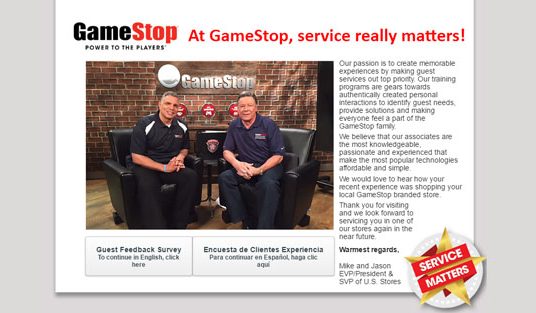 GameStop
POWER TO THE PLAYERS
At GameStop, service really matters!
GameStop
Our passion is to create memorable
experiences by making guest
services out top priority. Our training
programs are gears towards
authentically created personal
interactions to identify guest needs,
provide solutions and making
everyone feel a part of the
GameStop family.
We believe that our associates are
the most knowledgeable,
passionate and experienced that
make the most popular technologies
affordable and simple.
We would love to hear how your
recent experience was shopping your
local GameStop branded store.
Thank you for visiting
and we look forward to
serving you in one of
our stores again in the
near future.
Warmest regards,
Mike and Jason
EVP/President &
SVP of U.S. Stores
Guest Feedback Survey
To continue in English, click
here
Encuesta de Clientes Experiencia
Para continuar en Español, haga clic
aquí
SERVICE
MATTERS